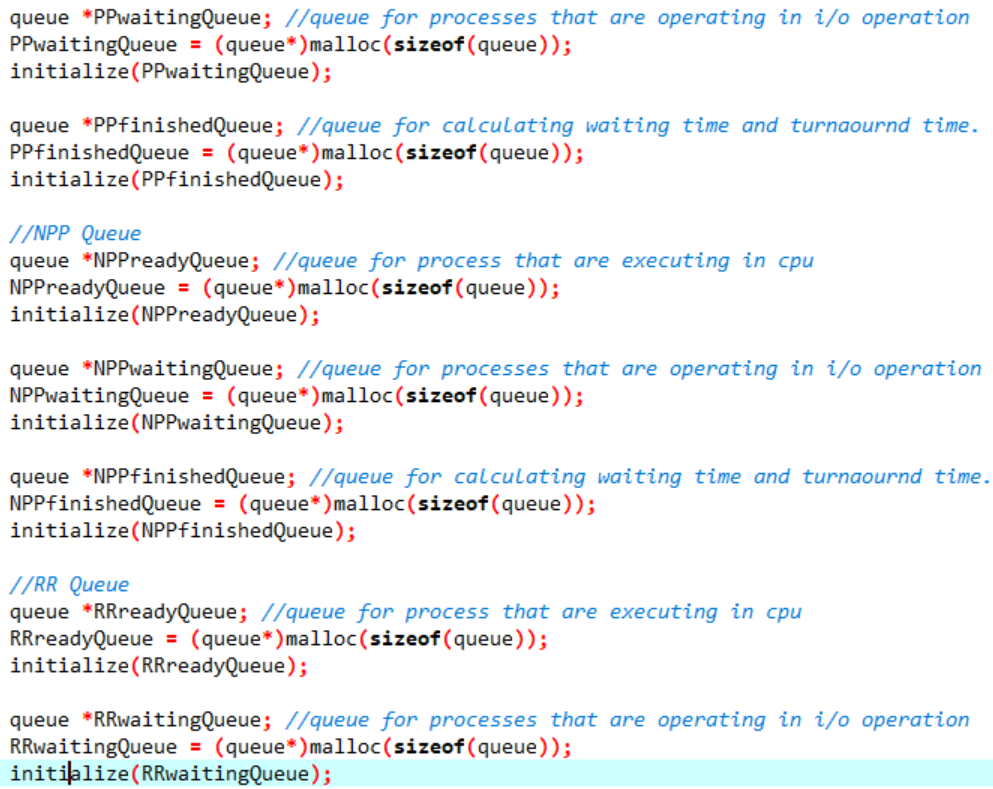 queue *PPwaitingQueue; //queue for processes that are operating in i/o operation
PPwaitingQueue = (queue*)malloc(sizeof(queue));
initialize(PPwaitingQueue);
queue *PPfinishedQueue; //queue for calculating waiting time and turnaournd time.
PPfinishedQueue = (queue*)malloc(sizeof(queue));
initialize(PPfinishedQueue);
//NPP Queue
queue *NPPreadyQueue; //queue for process that are executing in cpu
NPPreadyQueue = (queue*)malloc(sizeof(queue));
initialize(NPPreadyQueue);
queue *NPPwaitingQueue; //queue for processes that are operating in i/o operation
NPPwaitingQueue = (queue*)malloc(sizeof(queue));
initialize(NPPwaitingQueue);
queue *NPPfinishedQueue; //queue for calculating waiting time and turnaournd time.
NPPfinishedQueue = (queue*)malloc(sizeof(queue));
initialize(NPPfinishedQueue);
//RR Queue
queue *RRreadyQueue; //queue for process that are executing in cpu
RRreadyQueue = (queue*)malloc(sizeof(queue));
initialize(RRreadyQueue);
queue *RRwaitingQueue; //queue for processes that are operating in i/o operation
RRwaitingQueue = (queue*)malloc(sizeof(queue));
initialize(RRwaitingQueue);